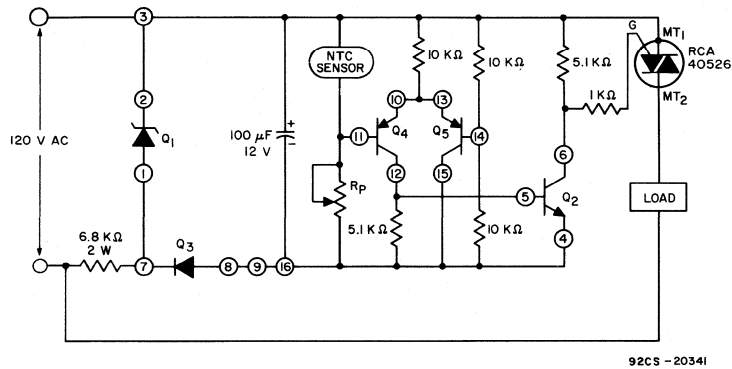 3
G
MT1
RCA
40526
MT2
10 KΩ
10 KΩ
5.1 KΩ
1 KΩ
NTC
SENSOR
2
10
13
120 V AC
Q1
100 µF
12 V
+
−
11
Q4
Q5
14
1
12
15
6
RP
5
Q2
LOAD
6.8 KΩ
2 W
5.1 KΩ
10 KΩ
4
Q3
7
8
9
16
92CS-20341